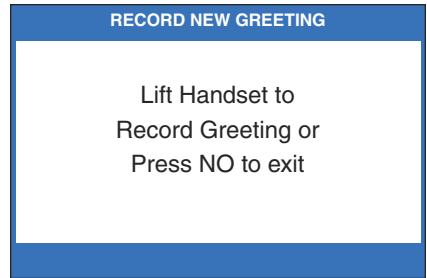 RECORD NEW GREETING
Lift Handset to
Record Greeting or
Press NO to exit